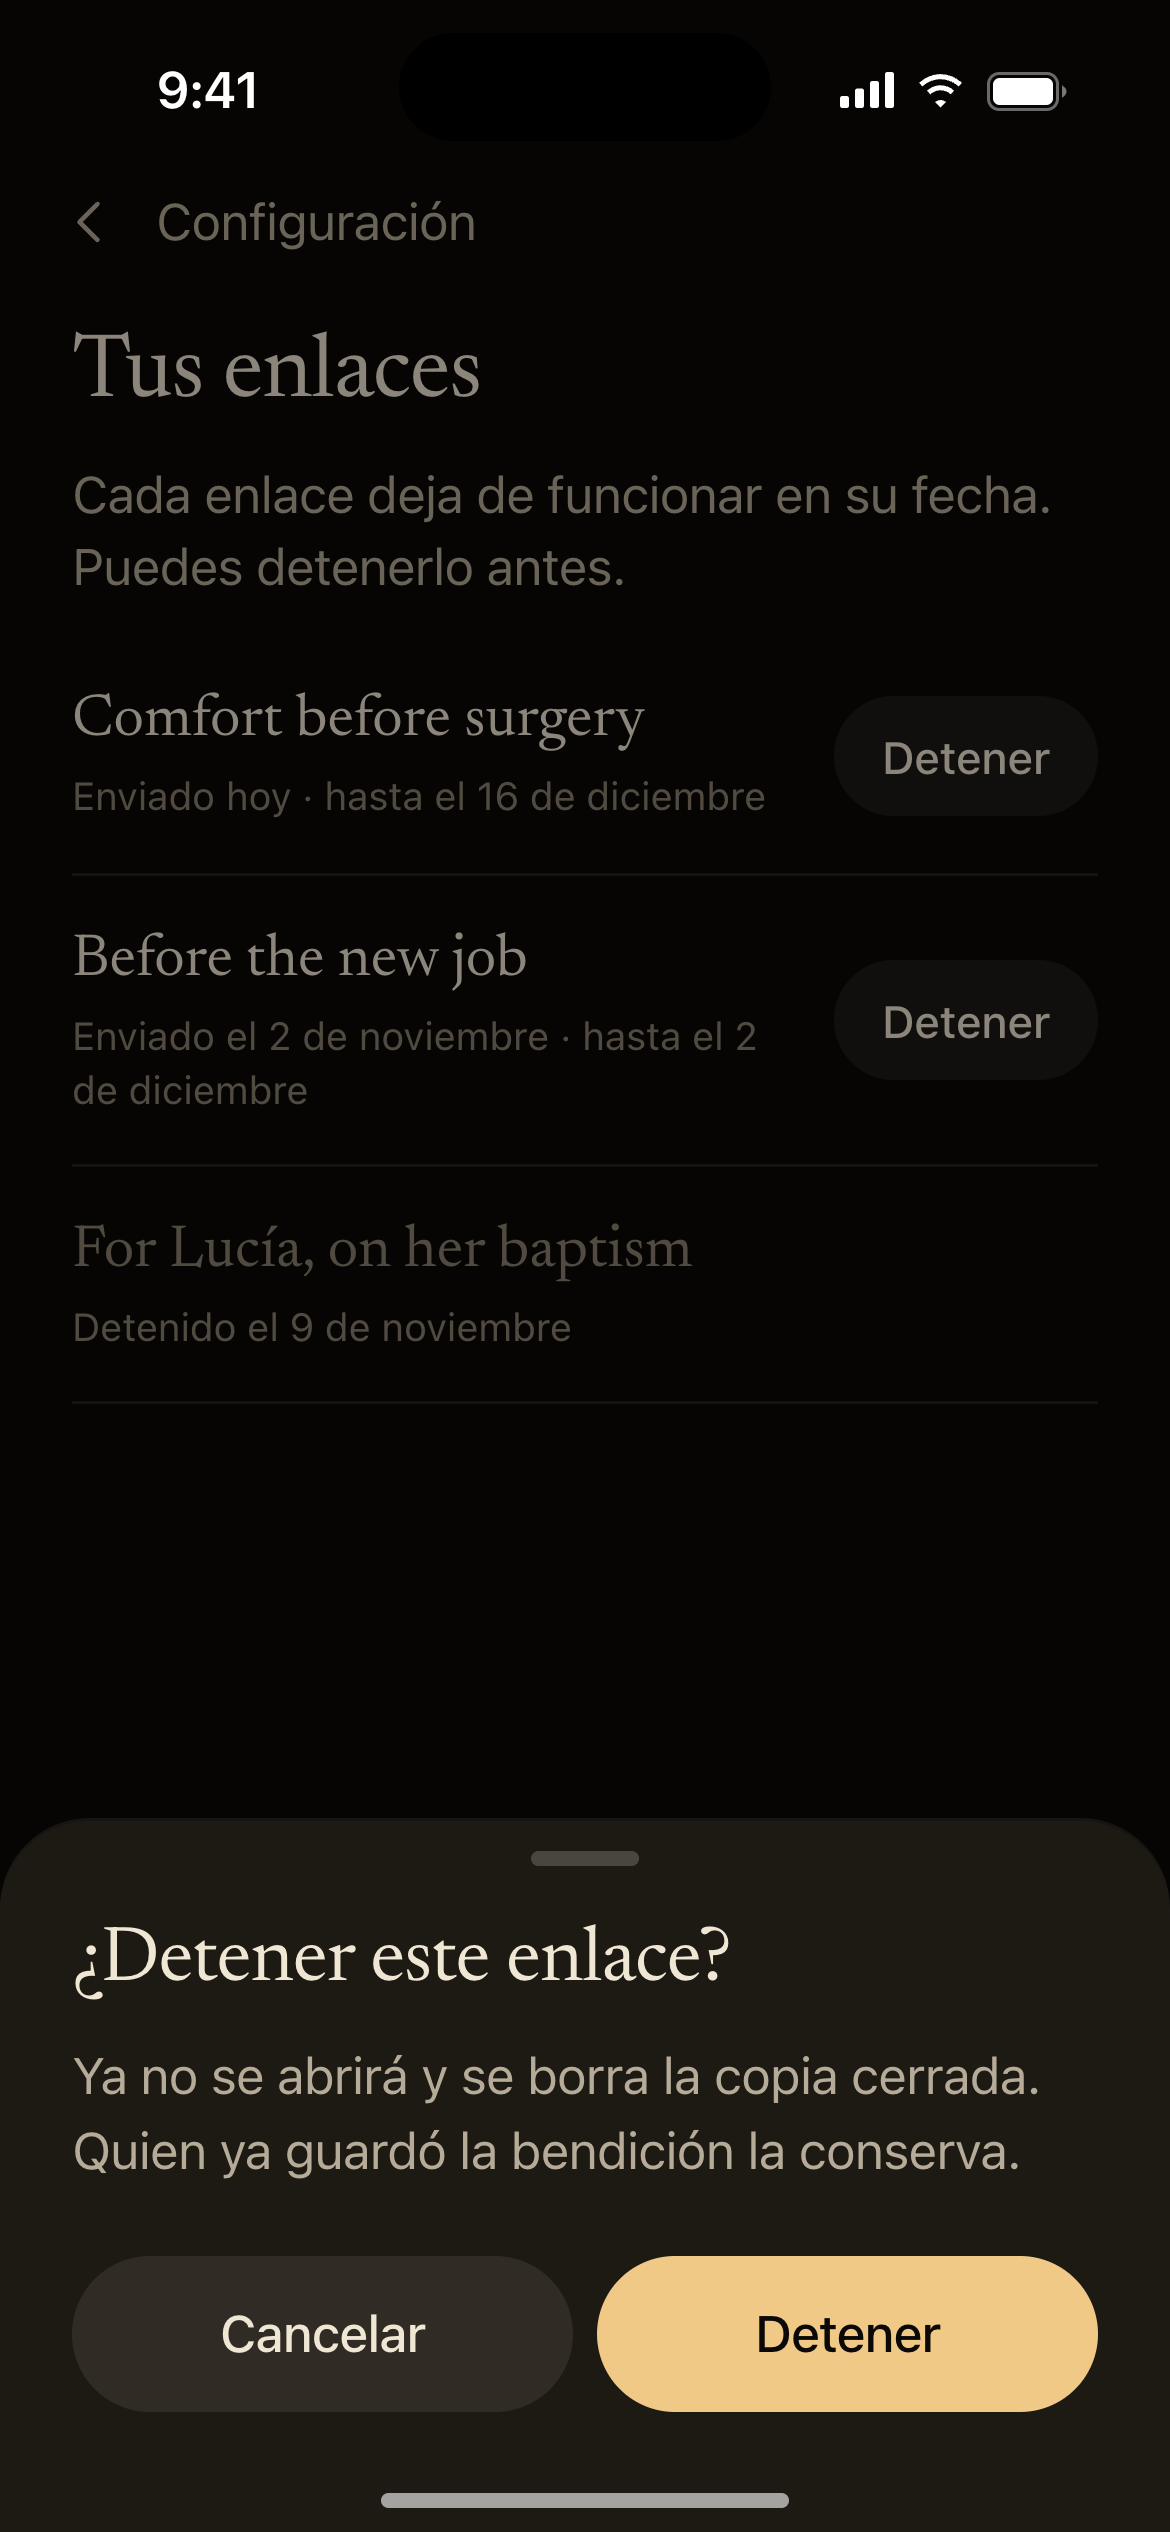 9:41
Configuración
Tus enlaces
Cada enlace deja de funcionar en su fecha.
Puedes detenerlo antes.
Comfort before surgery
Enviado hoy · hasta el 16 de diciembre
Detener
Before the new job
Enviado el 2 de noviembre · hasta el 2
de diciembre
Detener
For Lucía, on her baptism
Detenido el 9 de noviembre
¿Detener este enlace?
Ya no se abrirá y se borra la copia cerrada.
Quien ya guardó la bendición la conserva.
Cancelar
Detener